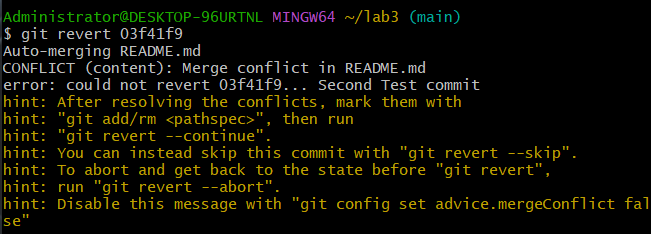 Administrator@DESKTOP-96URTNL MINGW64 ~/lab3 (main)
$ git revert 03f41f9
Auto-merging README.md
CONFLICT (content): Merge conflict in README.md
error: could not revert 03f41f9... Second Test commit
hint: After resolving the conflicts, mark them with
hint: "git add/rm <pathspec>", then run
hint: "git revert --continue".
hint: You can instead skip this commit with "git revert --skip".
hint: To abort and get back to the state before "git revert",
hint: run "git revert --abort".
hint: Disable this message with "git config set advice.mergeConflict fal
se"